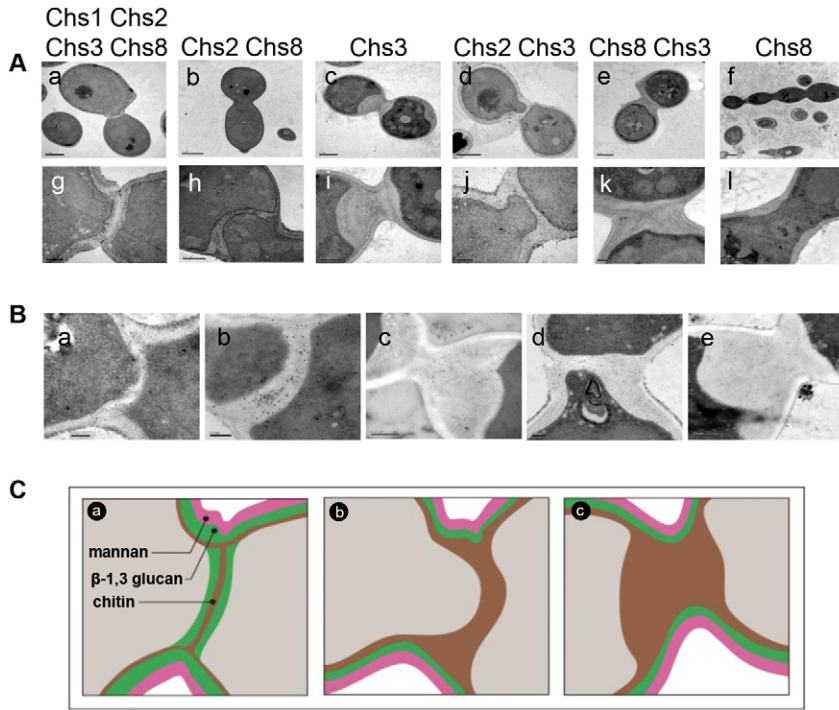 Chs1 Chs2
Chs3 Chs8
Chs2 Chs8
Chs3
Chs2 Chs3
Chs8 Chs3
Chs8
A
a
b
c
d
e
f
g
h
i
j
k
l
B
a
b
c
d
e
C
a
b
c
mannan
β-1,3 glucan
chitin